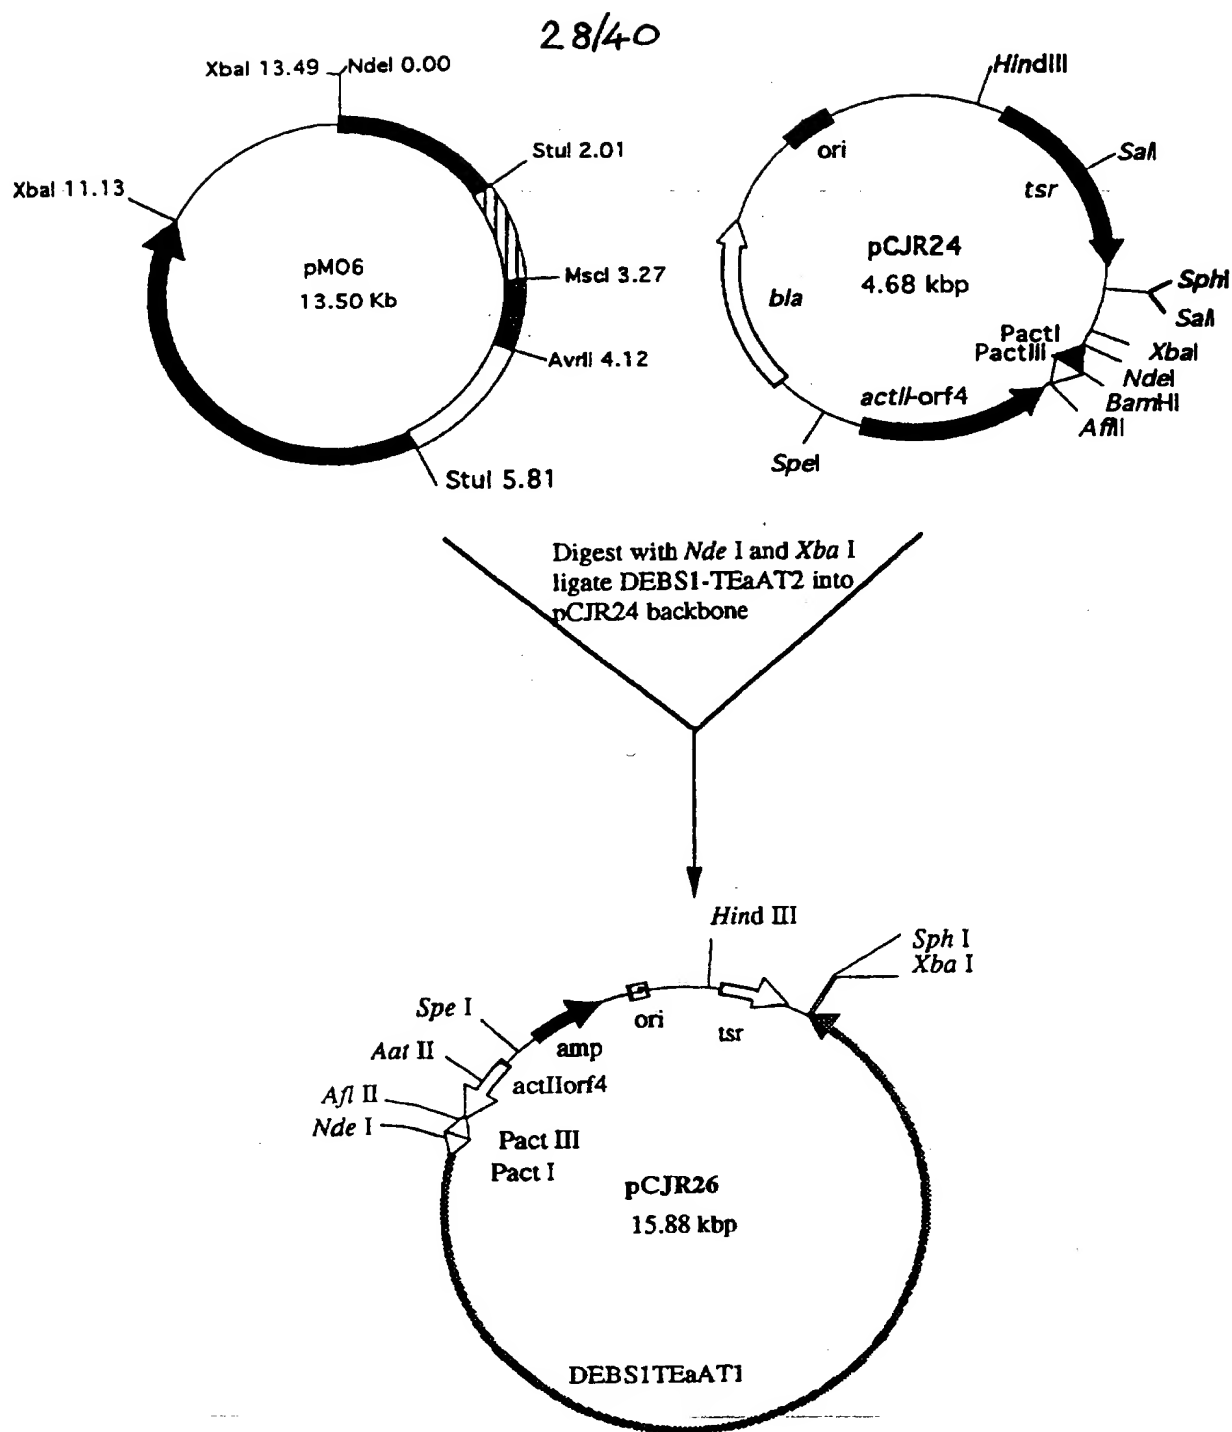 28/40
XbaI 13.49
NdeI 0.00
StuI 2.01
XbaI 11.13
pMO6
13.50 Kb
MscI 3.27
AvrII 4.12
StuI 5.81
HindIII
ori
SalI
tsr
pCJR24
4.68 kbp
bla
SphI
SalI
PactI
PactIII
XbaI
NdeI
BamHI
AflII
actII-orf4
SpeI
Digest with Nde I and Xba I
ligate DEBS1-TEaAT2 into
pCJR24 backbone
Hind III
Sph I
Xba I
Spe I
ori
tsr
amp
Aat II
actIIorf4
Afl II
Nde I
Pact III
Pact I
pCJR26
15.88 kbp
DEBS1TEaAT1